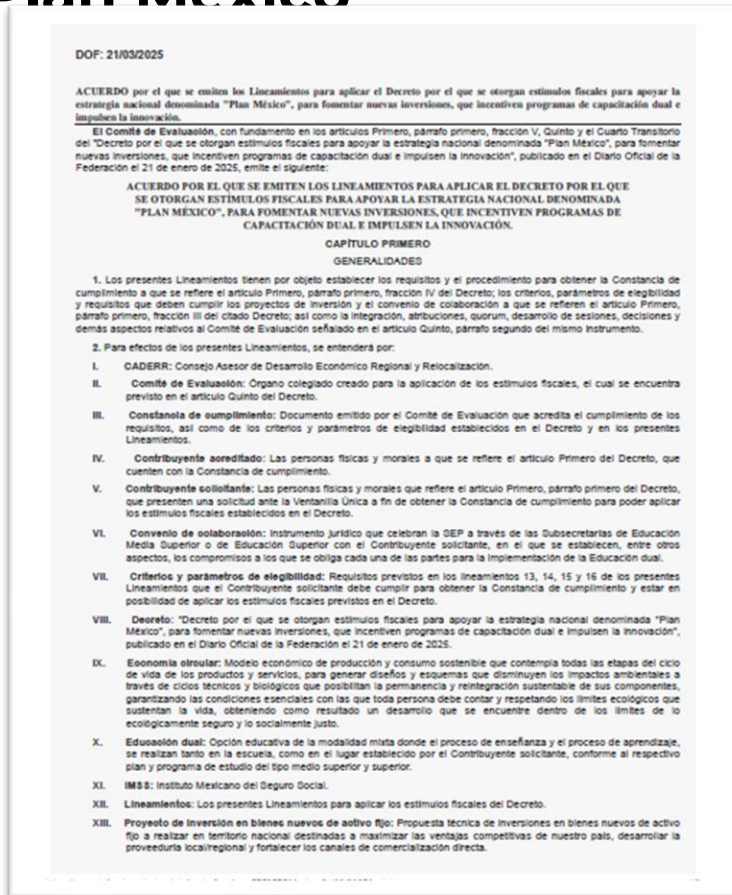 Plan México
DOF: 21/03/2025
ACUERDO por el que se emiten los Lineamientos para aplicar el Decreto por el que se otorgan estímulos fiscales para apoyar la
estrategia nacional denominada "Plan México", para fomentar nuevas inversiones, que incentiven programas de capacitación dual e
impulsen la innovación.
El Comité de Evaluación, con fundamento en los artículos Primero, párrafo primero, fracción V, Quinto y el Cuarto Transitorio
del "Decreto por el que se otorgan estímulos fiscales para apoyar la estrategia nacional denominada "Plan México", para fomentar
nuevas inversiones, que incentiven programas de capacitación dual e impulsen la innovación", publicado en el Diario Oficial de la
Federación el 21 de enero de 2025, emite el siguiente:
ACUERDO POR EL QUE SE EMITEN LOS LINEAMIENTOS PARA APLICAR EL DECRETO POR EL QUE
SE OTORGAN ESTÍMULOS FISCALES PARA APOYAR LA ESTRATEGIA NACIONAL DENOMINADA
"PLAN MÉXICO", PARA FOMENTAR NUEVAS INVERSIONES, QUE INCENTIVEN PROGRAMAS DE
CAPACITACIÓN DUAL E IMPULSEN LA INNOVACIÓN.
CAPÍTULO PRIMERO
GENERALIDADES
1. Los presentes Lineamientos tienen por objeto establecer los requisitos y el procedimiento para obtener la Constancia de
cumplimiento a que se refiere el artículo Primero, párrafo primero, fracción IV del Decreto; los criterios, parámetros de elegibilidad
y requisitos que deben cumplir los proyectos de inversión y el convenio de colaboración a que se refieren el artículo Primero,
párrafo primero, fracción III del citado Decreto; así como la integración, atribuciones, quorum, desarrollo de sesiones, decisiones y
demás aspectos relativos al Comité de Evaluación señalado en el artículo Quinto, párrafo segundo del mismo instrumento.
2. Para efectos de los presentes Lineamientos, se entenderá por:
I. CADERR: Consejo Asesor de Desarrollo Económico Regional y Relocalización.
II. Comité de Evaluación: Órgano colegiado creado para la aplicación de los estímulos fiscales, el cual se encuentra
previsto en el artículo Quinto del Decreto.
III. Constancia de cumplimiento: Documento emitido por el Comité de Evaluación que acredita el cumplimiento de los
requisitos, así como de los criterios y parámetros de elegibilidad establecidos en el Decreto y en los presentes
Lineamientos.
IV. Contribuyente acreditado: Las personas físicas y morales a que se refiere el artículo Primero del Decreto, que
cuenten con la Constancia de cumplimiento.
V. Contribuyente solicitante: Las personas físicas y morales que refiere el artículo Primero, párrafo primero del Decreto,
que presenten una solicitud ante la Ventanilla Única a fin de obtener la Constancia de cumplimiento para poder aplicar
los estímulos fiscales establecidos en el Decreto.
VI. Convenio de colaboración: Instrumento jurídico que celebran la SEP a través de las Subsecretarías de Educación
Media Superior o de Educación Superior con el Contribuyente solicitante, en el que se establecen, entre otros
aspectos, los compromisos a los que se obliga cada una de las partes para la implementación de la Educación dual.
VII. Criterios y parámetros de elegibilidad: Requisitos previstos en los lineamientos 13, 14, 15 y 16 de los presentes
Lineamientos que el Contribuyente solicitante debe cumplir para obtener la Constancia de cumplimiento y estar en
posibilidad de aplicar los estímulos fiscales previstos en el Decreto.
VIII. Decreto: "Decreto por el que se otorgan estímulos fiscales para apoyar la estrategia nacional denominada "Plan
México", para fomentar nuevas inversiones, que incentiven programas de capacitación dual e impulsen la innovación",
publicado en el Diario Oficial de la Federación el 21 de enero de 2025.
IX. Economía circular: Modelo económico de producción y consumo sostenible que contempla todas las etapas del ciclo
de vida de los productos y servicios, para generar diseños y esquemas que disminuyen los impactos ambientales a
través de ciclos técnicos y biológicos que posibilitan la permanencia y reintegración sustentable de sus componentes,
garantizando las condiciones esenciales con las que toda persona debe contar y respetando los límites ecológicos que
sustentan la vida, obteniendo como resultado un desarrollo que se encuentre dentro de los límites de lo
ecológicamente seguro y lo socialmente justo.
X. Educación dual: Opción educativa de la modalidad mixta donde el proceso de enseñanza y el proceso de aprendizaje,
se realizan tanto en la escuela, como en el lugar establecido por el Contribuyente solicitante, conforme al respectivo
plan y programa de estudio del tipo medio superior y superior.
XI. IMSS: Instituto Mexicano del Seguro Social.
XII. Lineamientos: Los presentes Lineamientos para aplicar los estímulos fiscales del Decreto.
XIII. Proyecto de inversión en bienes nuevos de activo fijo: Propuesta técnica de inversiones en bienes nuevos de activo
fijo a realizar en territorio nacional destinadas a maximizar las ventajas competitivas de nuestro país, desarrollar la
proveeduría local/regional y fortalecer los canales de comercialización directa.